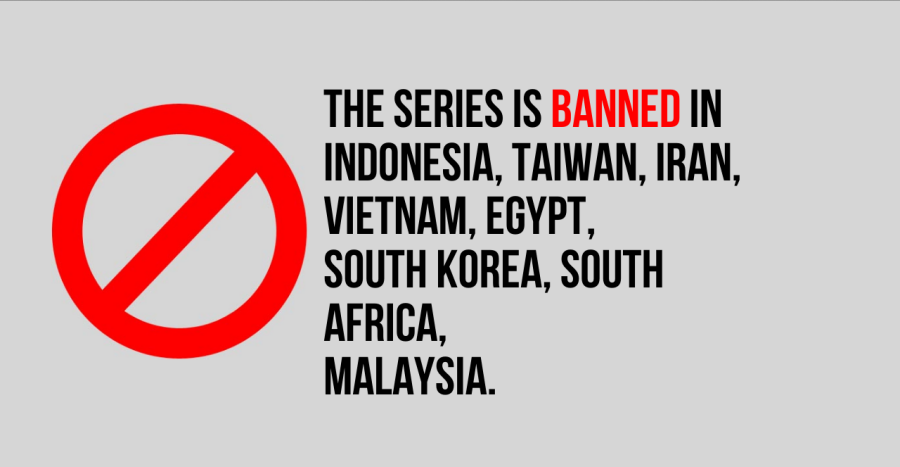 THE SERIES IS BANNED IN
INDONESIA, TAIWAN, IRAN,
VIETNAM, EGYPT,
SOUTH KOREA, SOUTH
AFRICA,
MALAYSIA.